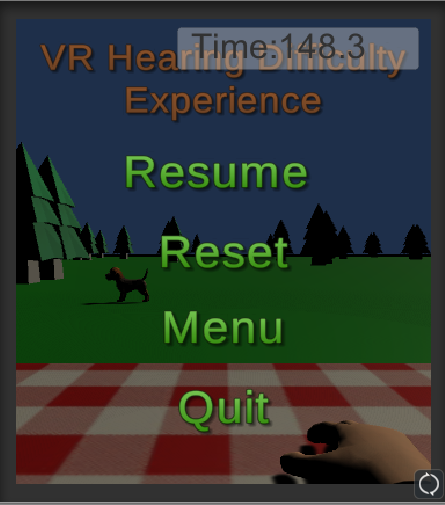 Time:148.3
VR Hearing Difficulty
Experience
Resume
Reset
Menu
Quit